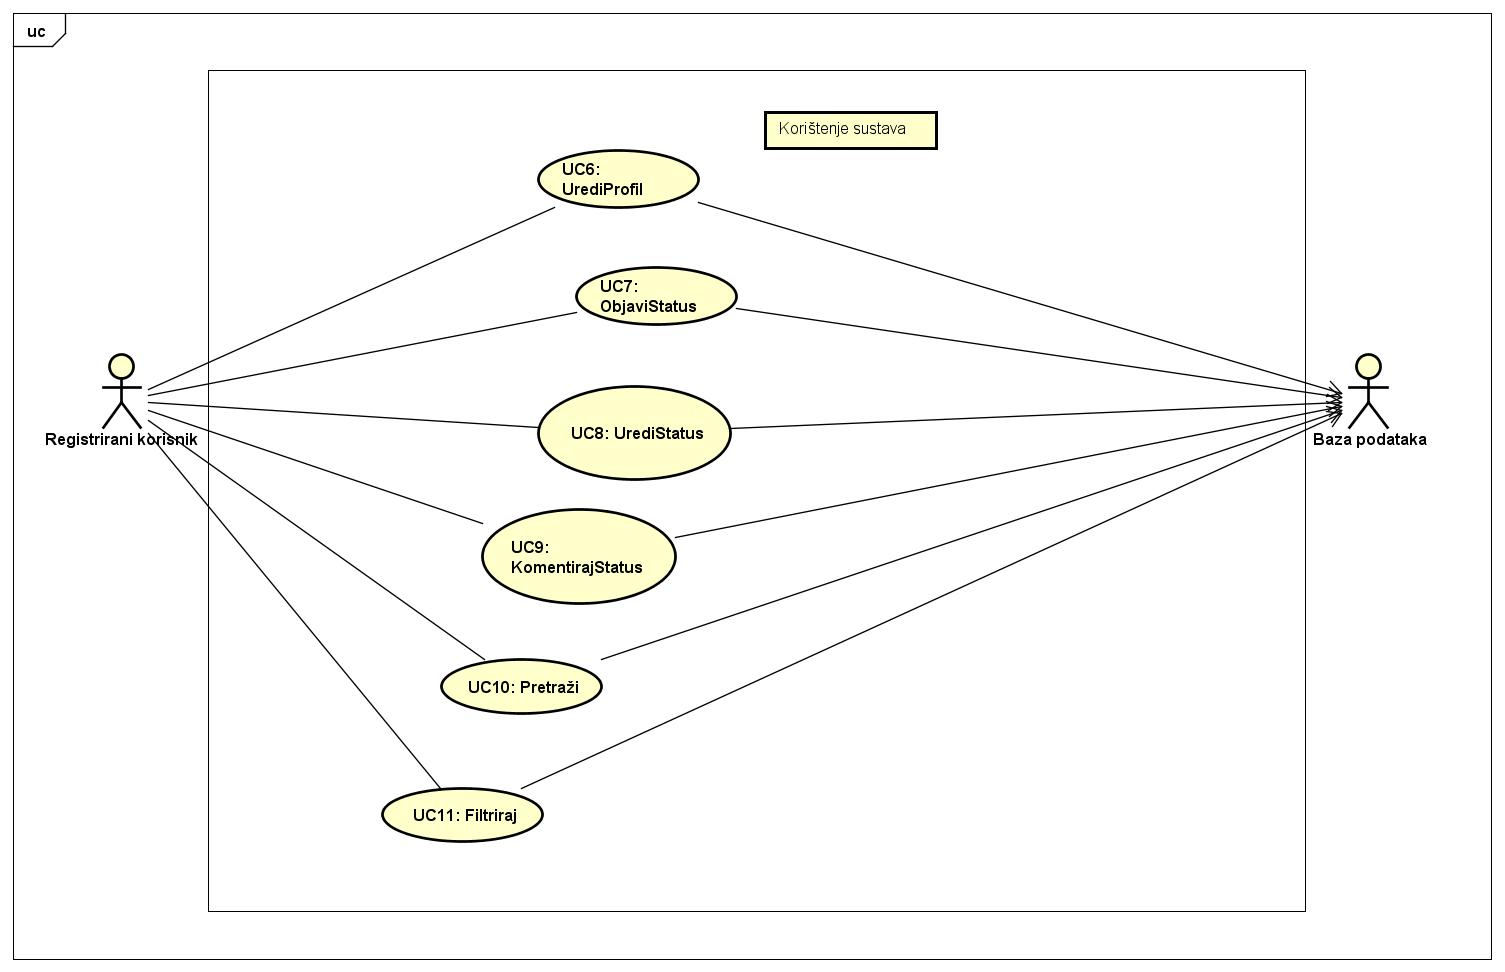 uc
Korištenje sustava
UC6:
UrediProfil
UC7:
ObjaviStatus
Registrirani korisnik
Baza podataka
UC8: UrediStatus
UC9:
KomentirajStatus
UC10: Pretraži
UC11: Filtriraj